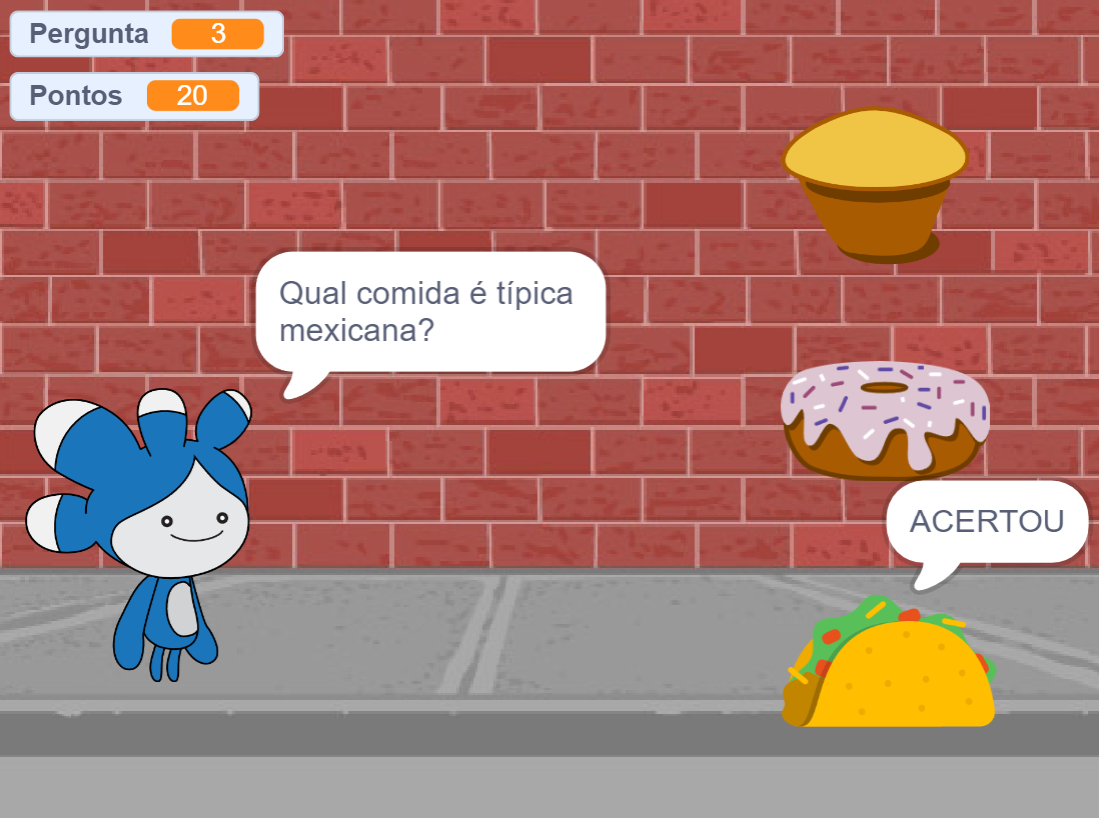 Pergunta 3
Pontos 20
Qual comida é típica
mexicana?
ACERTOU